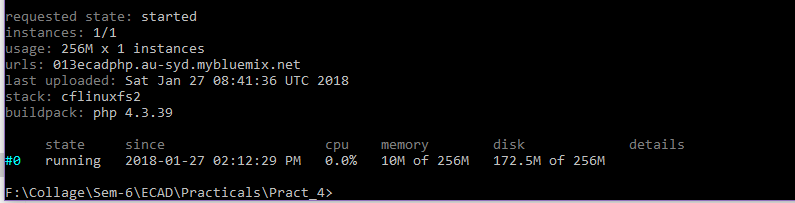 requested state: started
instances: 1/1
usage: 256M x 1 instances
urls: 013ecadphp.au-syd.mybluemix.net
last uploaded: Sat Jan 27 08:41:36 UTC 2018
stack: cflinuxfs2
buildpack: php 4.3.39
state since cpu memory disk details
#0 running 2018-01-27 02:12:29 PM 0.0% 10M of 256M 172.5M of 256M
F:\Collage\Sem-6\ECAD\Practicals\Pract_4>